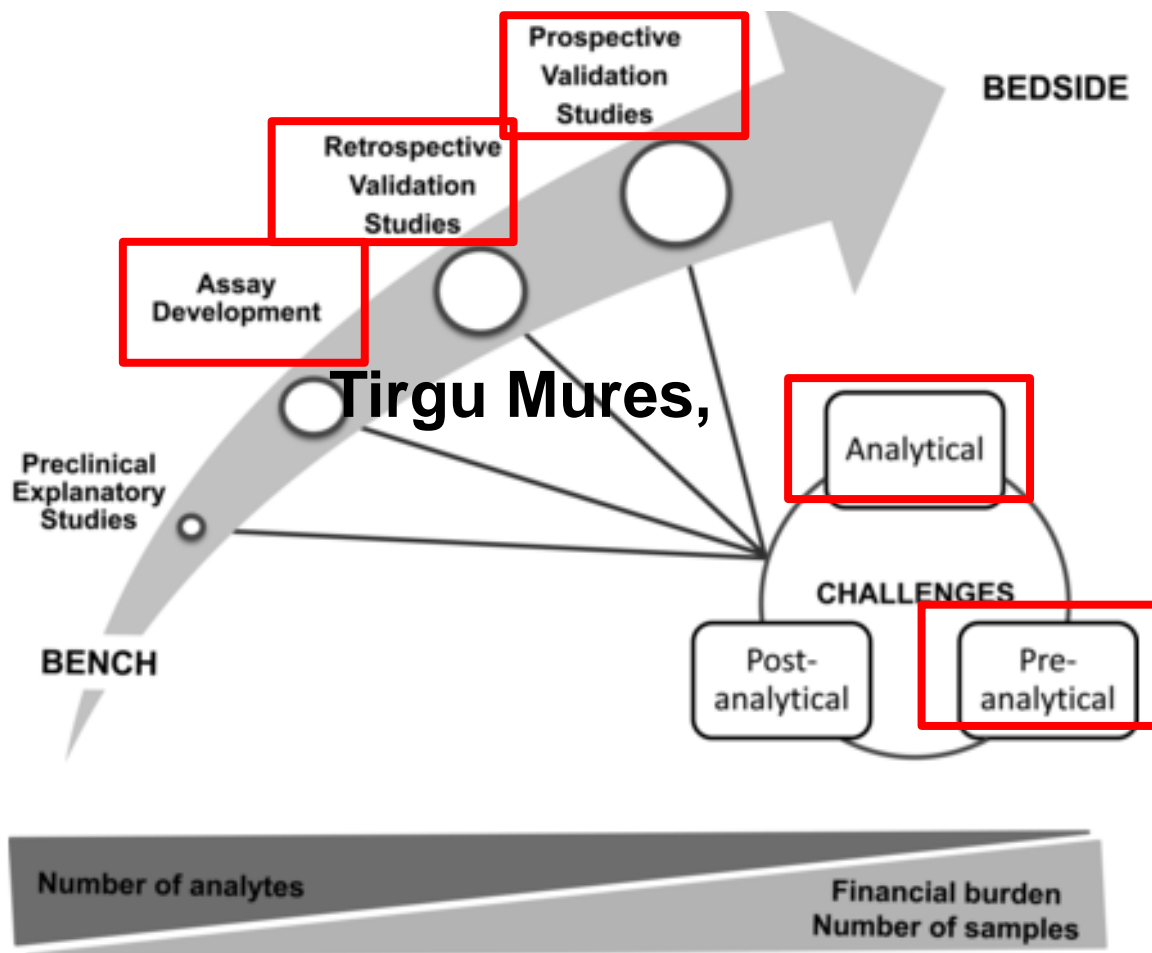 Prospective
Validation
Studies
BEDSIDE
Retrospective
Validation
Studies
Assay
Development
Tirgu Mures,
Preclinical
Explanatory
Studies
Analytical
CHALLENGES
BENCH
Post-
analytical
Pre-
analytical
Number of analytes
Financial burden
Number of samples